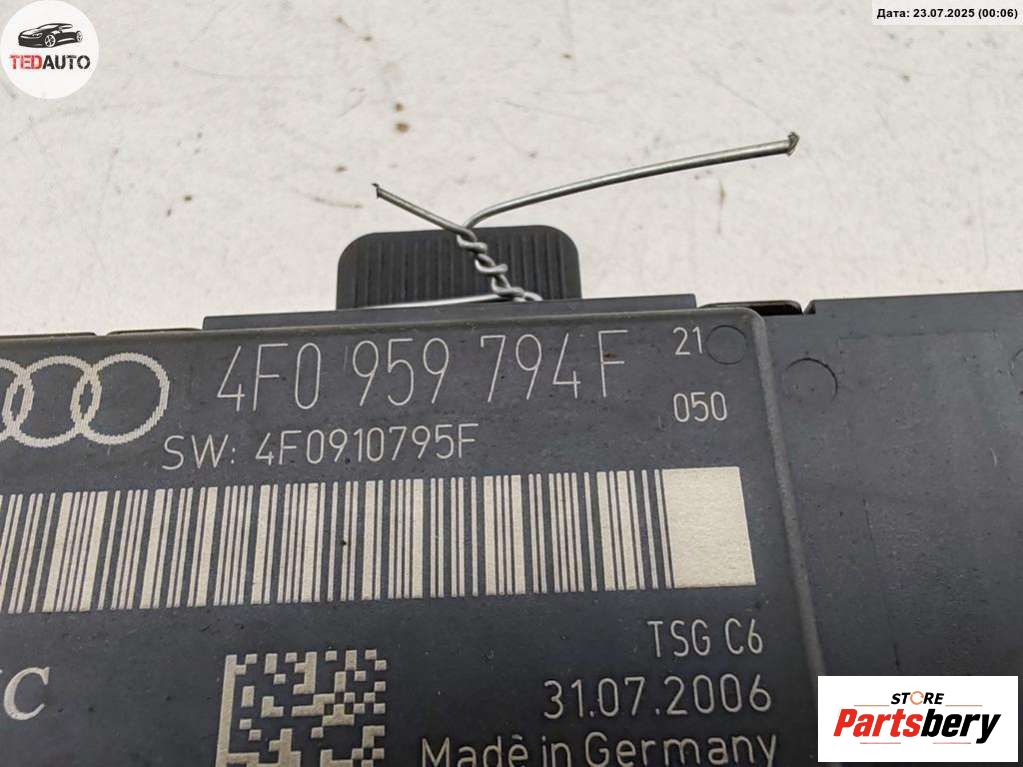 Дата: 23.07.2025 (00:06)
TEDAUTO
4F0 959 794 F
21
050
SW: 4F0910795F
TSG C6
31.07.2006
Made in Germany
STORE
Partsbery